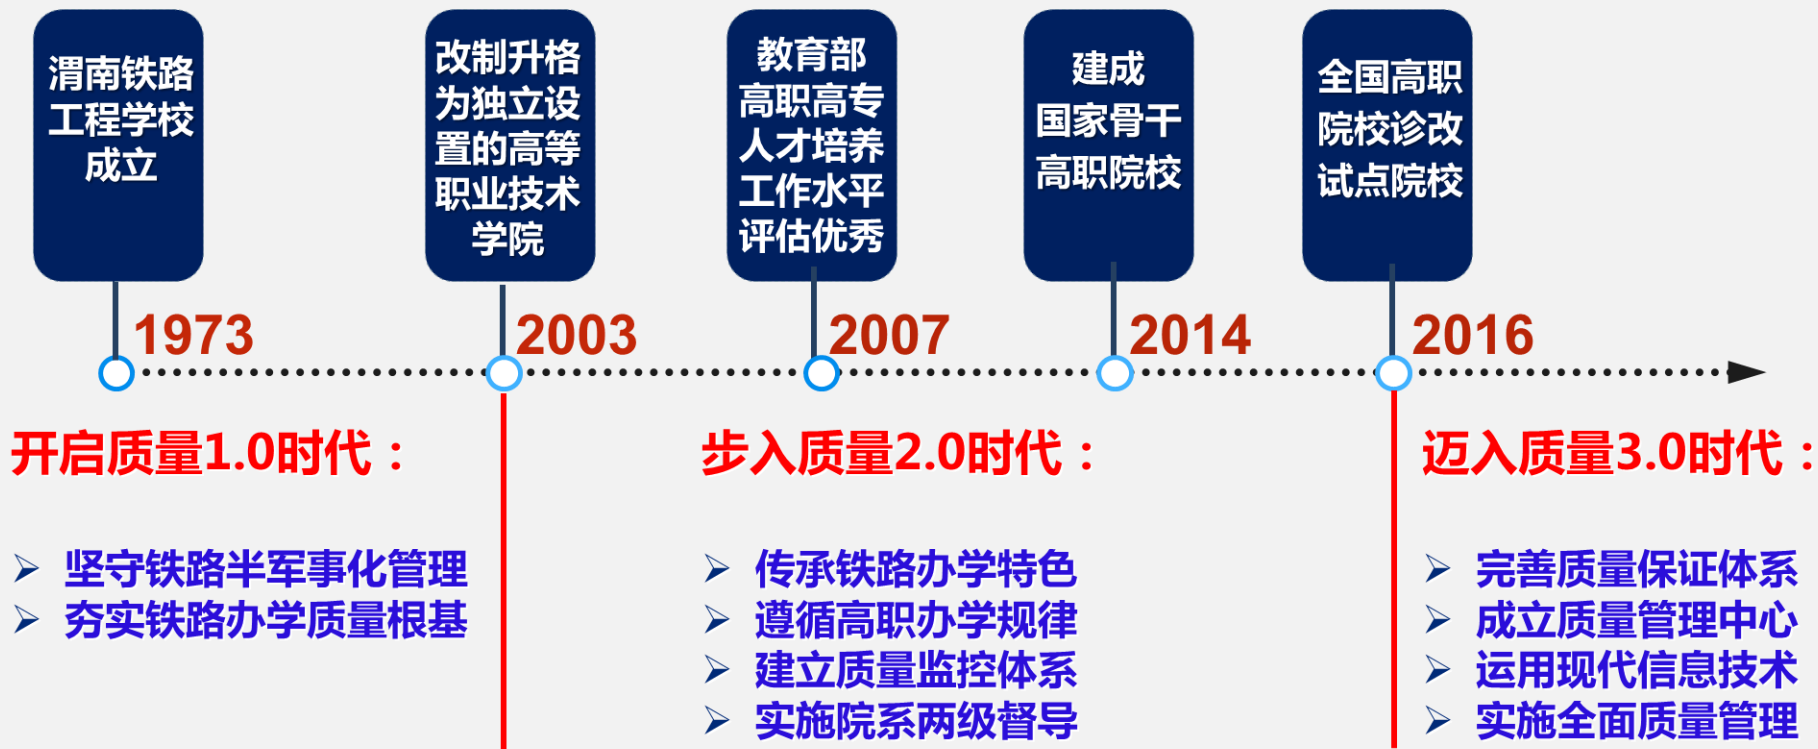 渭南铁路
工程学校
成立
改制升格
为独立设
置的高等
职业技术
学院
教育部
高职高专
人才培养
工作水平
评估优秀
建成
国家骨干
高职院校
全国高职
院校诊改
试点院校
1973
2003
2007
2014
2016
开启质量1.0时代：
坚守铁路半军事化管理
夯实铁路办学质量根基
步入质量2.0时代：
传承铁路办学特色
遵循高职办学规律
建立质量监控体系
实施院系两级督导
迈入质量3.0时代：
完善质量保证体系
成立质量管理中心
运用现代信息技术
实施全面质量管理